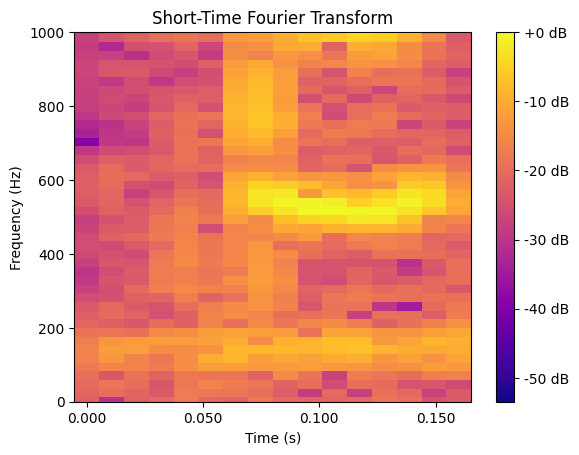 Short-Time Fourier Transform
Frequency (Hz)
1000
800
600
400
200
0
0.000 0.050 0.100 0.150
Time (s)
+0 dB
-10 dB
-20 dB
-30 dB
-40 dB
-50 dB